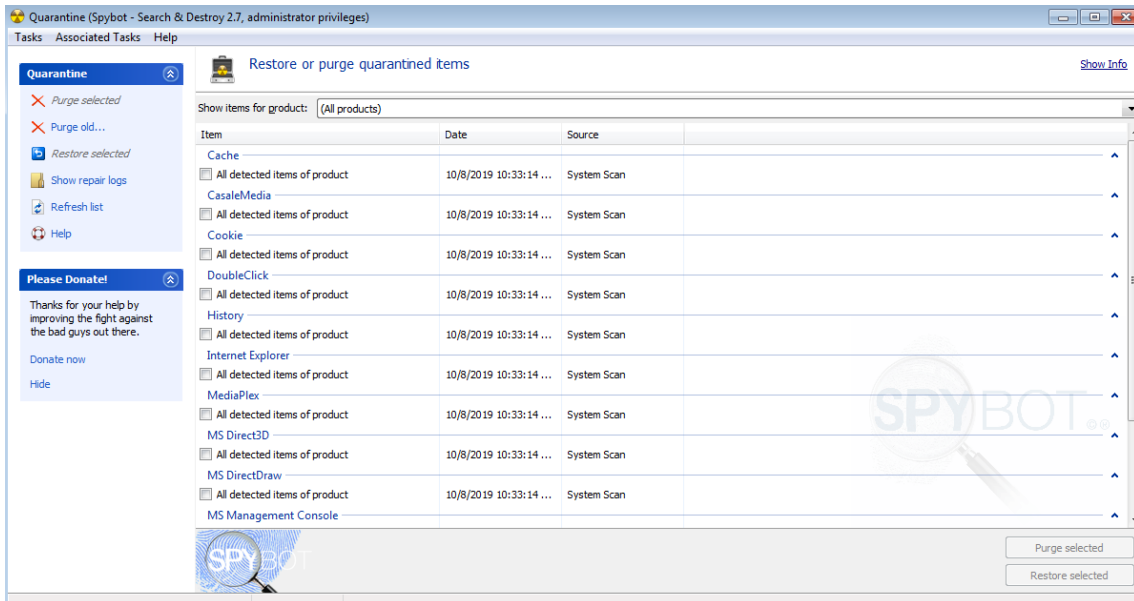 Quarantine (Spybot - Search & Destroy 2.7, administrator privileges)
Tasks Associated Tasks Help
Quarantine
Purge selected
Purge old...
Restore selected
Show repair logs
Refresh list
Help
Please Donate!
Thanks for your help by
improving the fight against
the bad guys out there.
Donate now
Hide
Restore or purge quarantined items
Show Info
Show items for product: (All products)
Item Date Source
Cache
All detected items of product 10/8/2019 10:33:14 ... System Scan
CasaleMedia
All detected items of product 10/8/2019 10:33:14 ... System Scan
Cookie
All detected items of product 10/8/2019 10:33:14 ... System Scan
DoubleClick
All detected items of product 10/8/2019 10:33:14 ... System Scan
History
All detected items of product 10/8/2019 10:33:14 ... System Scan
Internet Explorer
All detected items of product 10/8/2019 10:33:14 ... System Scan
MediaPlex
All detected items of product 10/8/2019 10:33:14 ... System Scan
MS Direct3D
All detected items of product 10/8/2019 10:33:14 ... System Scan
MS DirectDraw
All detected items of product 10/8/2019 10:33:14 ... System Scan
MS Management Console
SPYBOT
SPYBOT
Purge selected
Restore selected